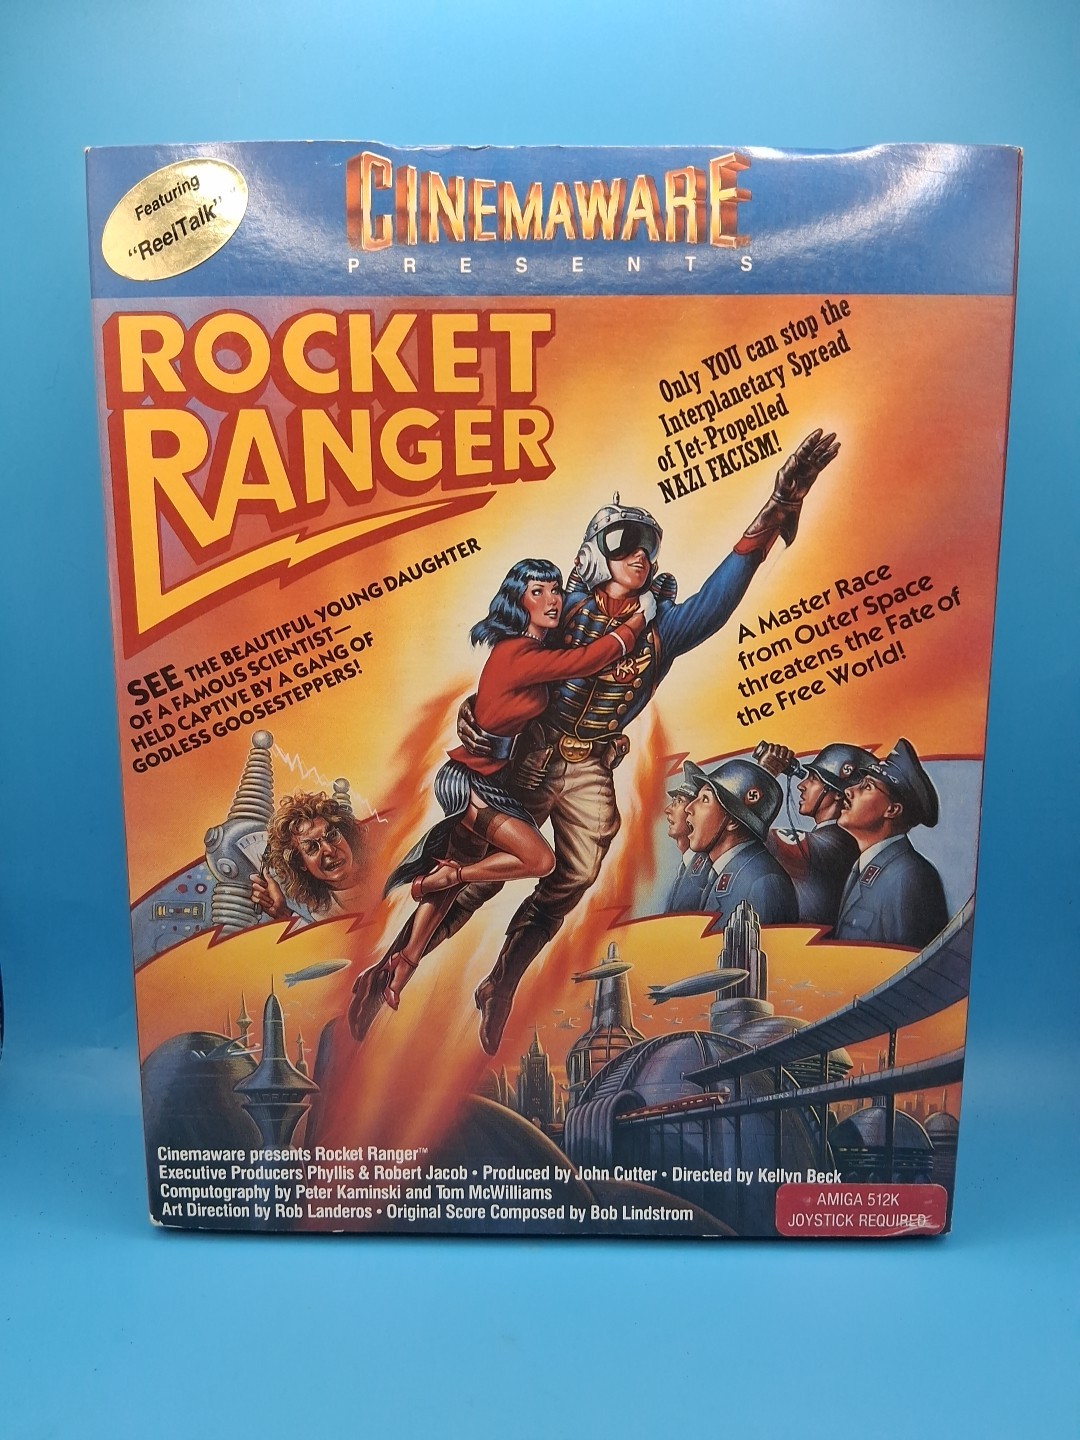 Featuring
"ReelTalk"
CINEMAWARE
PRESENTS
ROCKET
RANGER
Only YOU can stop the
Interplanetary Spread
of Jet-Propelled
NAZI FACISM!
SEE THE BEAUTIFUL YOUNG DAUGHTER
OF A FAMOUS SCIENTIST—
HELD CAPTIVE BY A GANG OF
GODLESS GOOSESTEPPERS!
A Master Race
from Outer Space
threatens the Fate of
the Free World!
RR
Cinemaware presents Rocket Ranger™
Executive Producers Phyllis & Robert Jacob • Produced by John Cutter • Directed by Kellyn Beck
Computography by Peter Kaminski and Tom McWilliams
Art Direction by Rob Landeros • Original Score Composed by Bob Lindstrom
AMIGA 512K
JOYSTICK REQUIRED